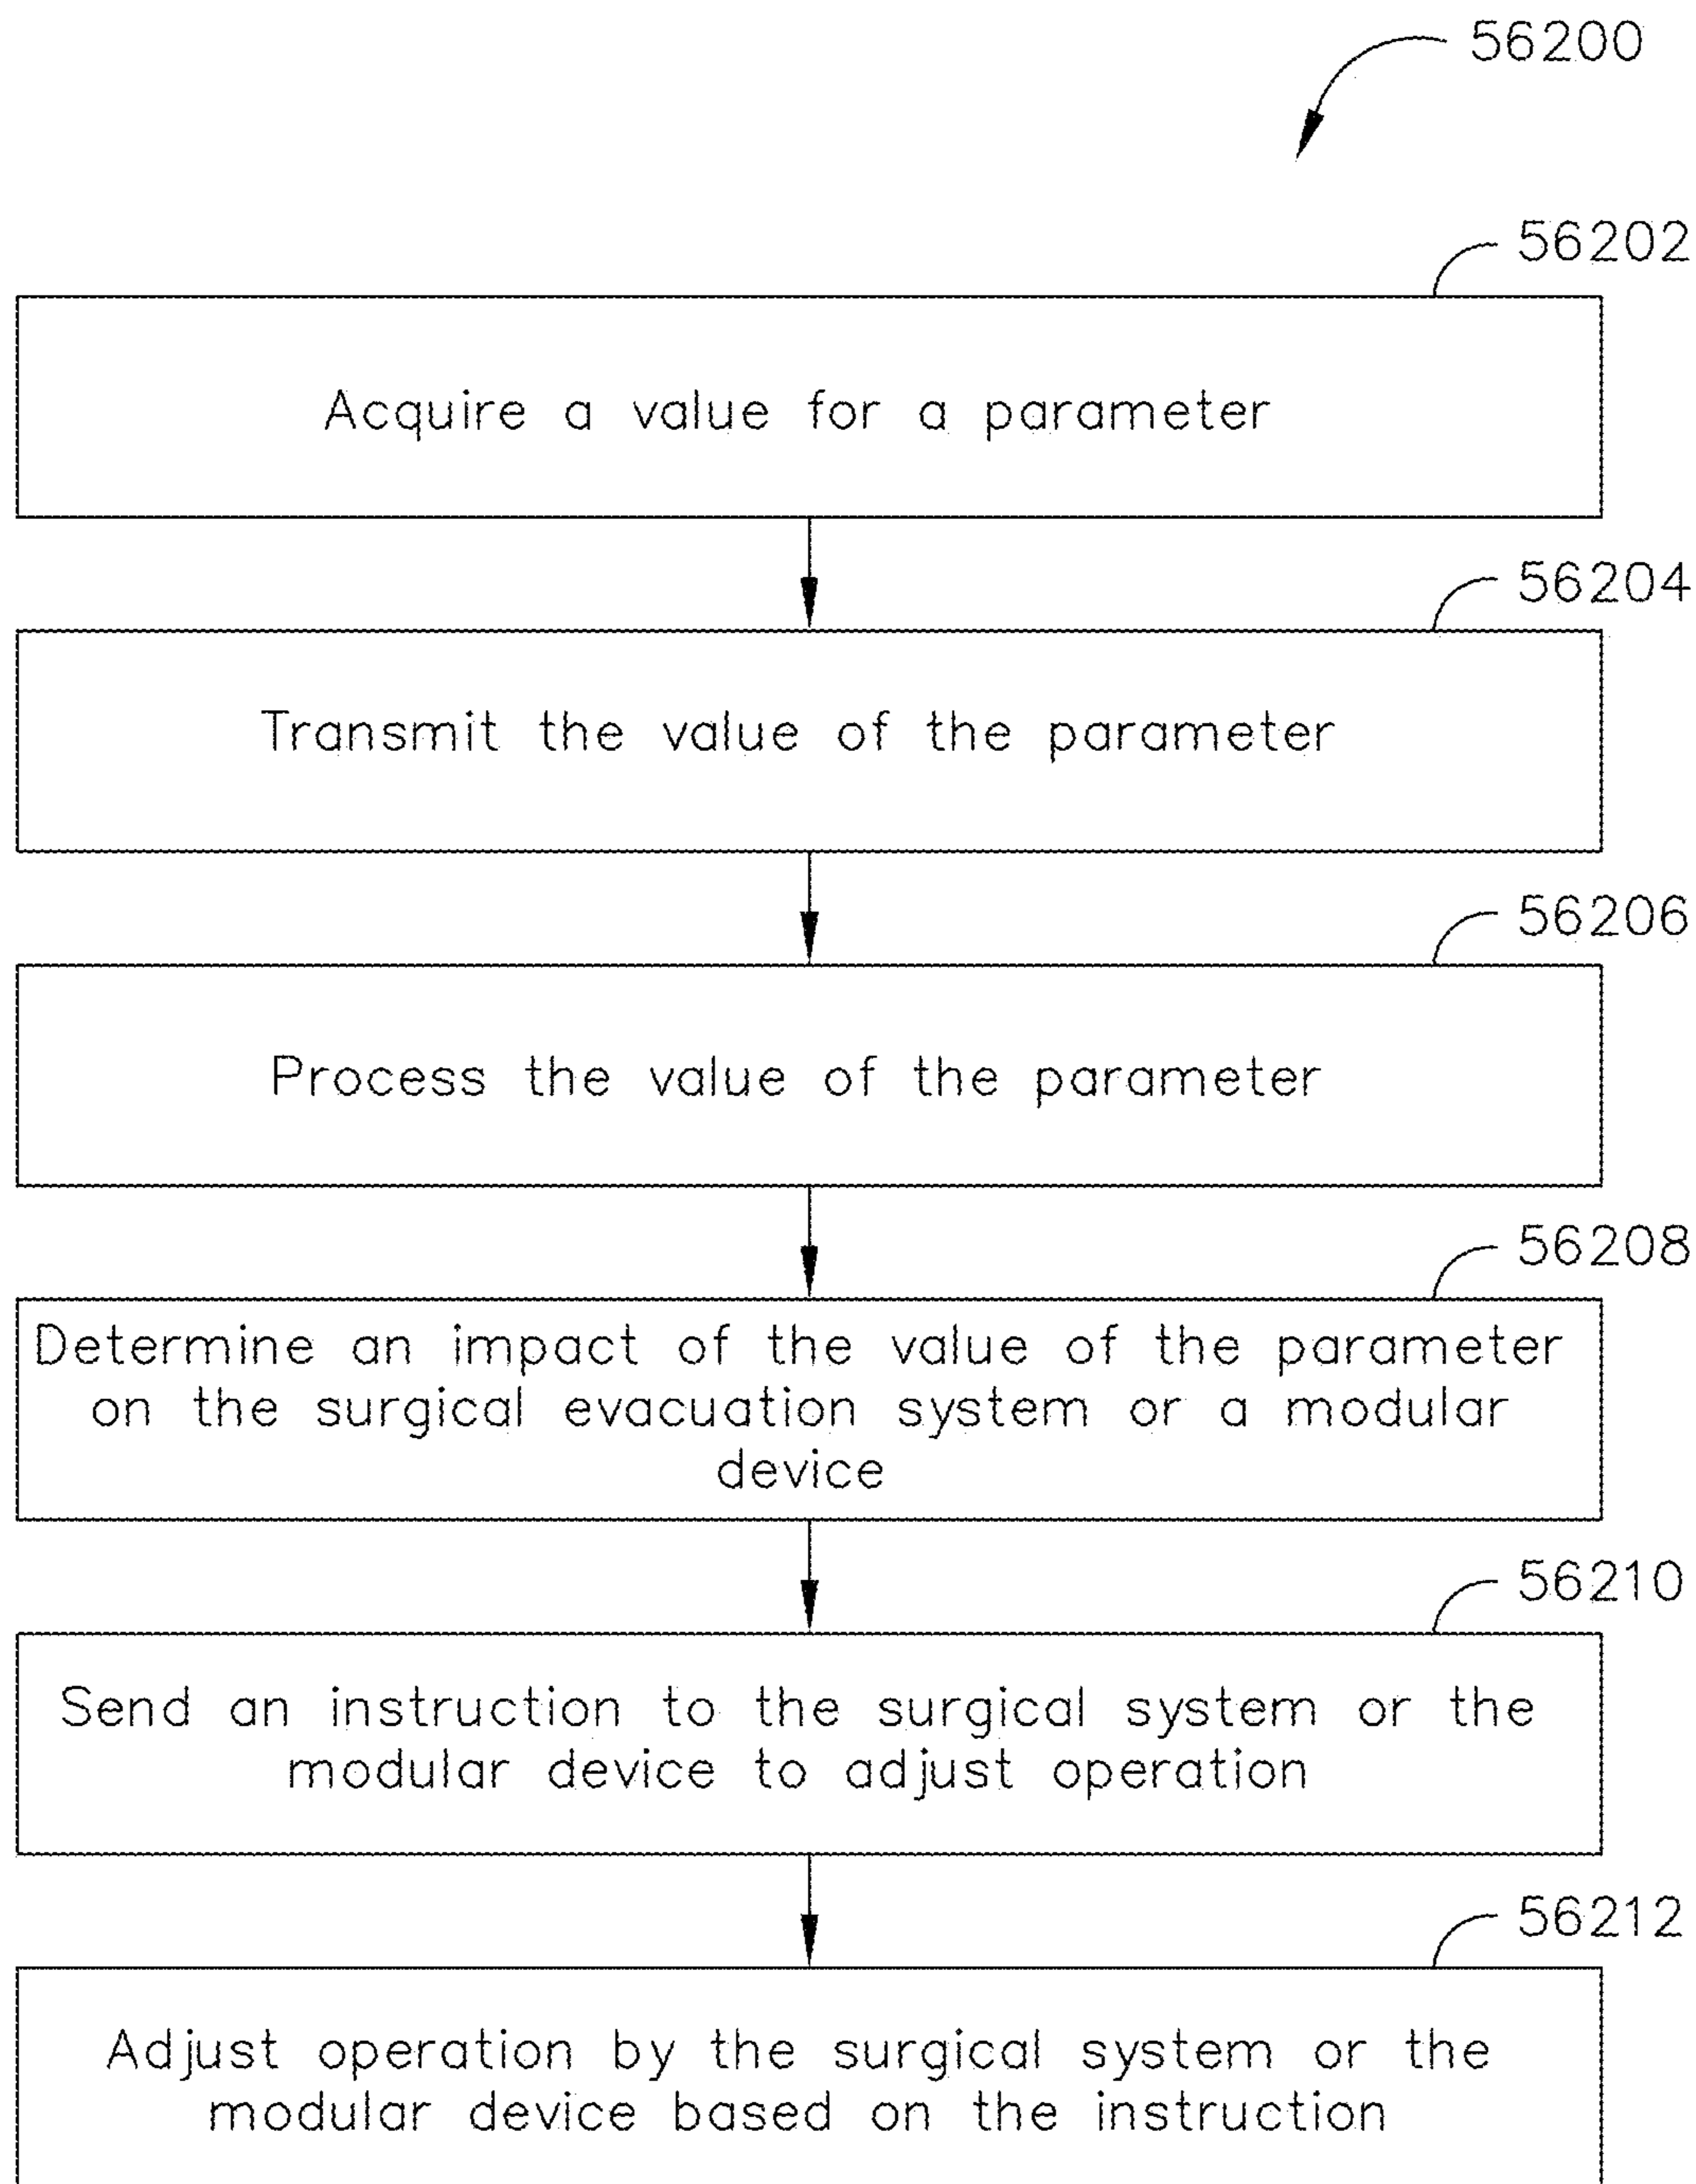 56200
56202
Acquire a value for a parameter
56204
Transmit the value of the parameter
56206
Process the value of the parameter
56208
Determine an impact of the value of the parameter
on the surgical evacuation system or a modular
device
56210
Send an instruction to the surgical system or the
modular device to adjust operation
56212
Adjust operation by the surgical system or the
modular device based on the instruction